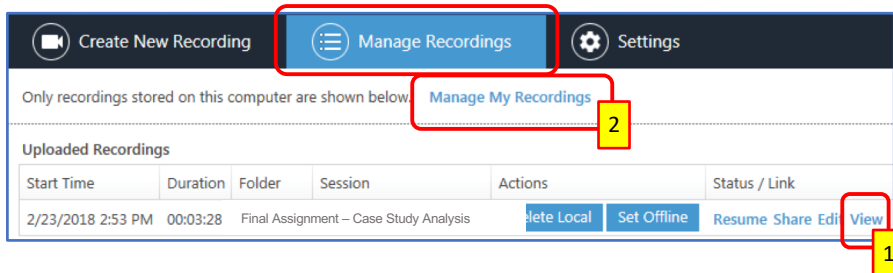 Create New Recording Manage Recordings Settings
Only recordings stored on this computer are shown below. Manage My Recordings
2
Uploaded Recordings
Start Time Duration Folder Session Actions Status / Link
2/23/2018 2:53 PM 00:03:28 Final Assignment – Case Study Analysis elete Local Set Offline Resume Share Edit View
1